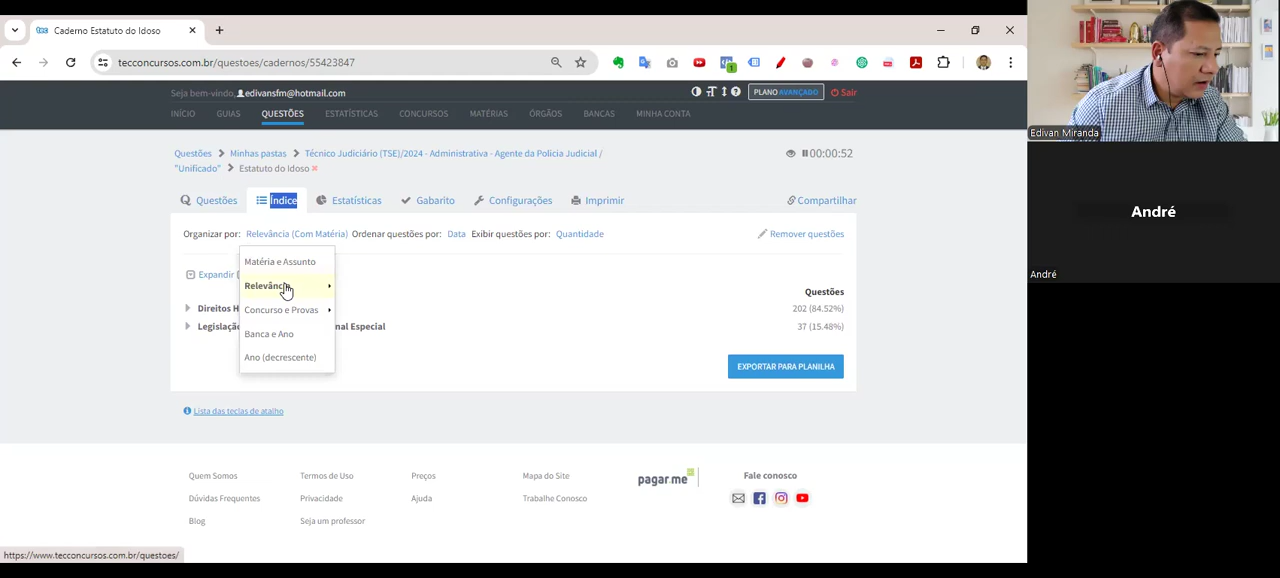 Caderno Estatuto do Idoso
tecconcursos.com.br/questoes/cadernos/55423847
1
Seja bem-vindo, edivansfm@hotmail.com
PLANO AVANÇADO
Sair
INÍCIO GUIAS QUESTÕES ESTATÍSTICAS CONCURSOS MATÉRIAS ÓRGÃOS BANCAS MINHA CONTA
Questões > Minhas pastas > Técnico Judiciário (TSE)/2024 - Administrativa - Agente da Polícia Judicial /
"Unificado" > Estatuto do Idoso
00:00:52
Questões Índice Estatísticas Gabarito Configurações Imprimir Compartilhar
Organizar por: Relevância (Com Matéria) Ordenar questões por: Data Exibir questões por: Quantidade Remover questões
Matéria e Assunto
Relevância
Concurso e Provas
Banca e Ano
Ano (decrescente)
Expandir
Questões
Direitos H 202 (84.52%)
Legislaçã nal Especial 37 (15.48%)
EXPORTAR PARA PLANILHA
Lista das teclas de atalho
Quem Somos Termos de Uso Preços Mapa do Site pagar.me Fale conosco
Dúvidas Frequentes Privacidade Ajuda Trabalhe Conosco
Blog Seja um professor
https://www.tecconcursos.com.br/questoes/
Edivan Miranda
André
André